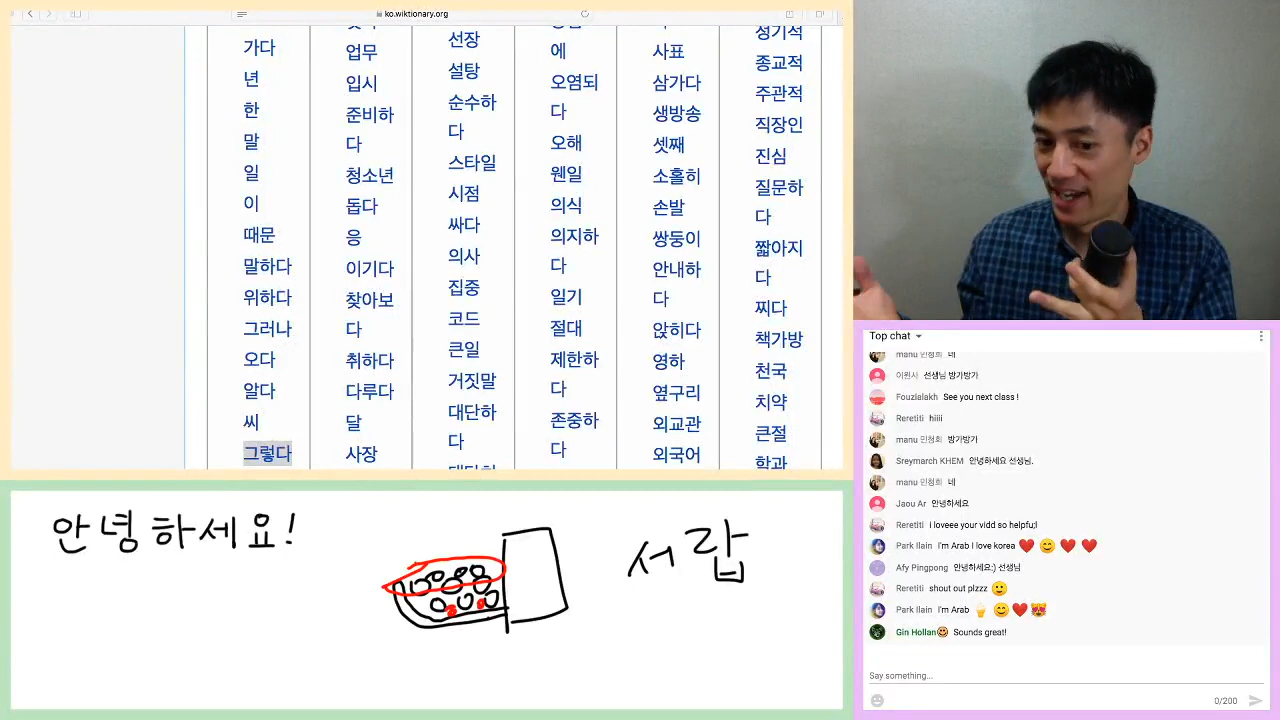 ko.wiktionary.org
가다
년
한
말
일
이
때문
말하다
위하다
그러나
오다
알다
씨
그렇다
업무
입시
준비하
다
청소년
돕다
응
이기다
찾아보
다
취하다
다루다
달
사장
선장
설탕
순수하
다
스타일
시점
싸다
의사
집중
코드
큰일
거짓말
대단하
다
에
오염되
다
오해
웬일
의식
의지하
다
일기
절대
제한하
다
존중하
다
사표
삼가다
생방송
셋째
소홀히
손발
쌍둥이
안내하
다
앉히다
영하
옆구리
외교관
외국어
정기적
종교적
주관적
직장인
진심
질문하
다
짧아지
다
찌다
책가방
천국
치약
큰절
학과
안녕하세요!
서랍
Top chat
manu 민청희 네
이완사 선생님 방가방가
Fouzialakh See you next class !
Reretiti hiiii
manu 민청희 방가방가
Sreymarch KHEM 안녕하세요 선생님.
manu 민청희 네
Jaou Ar 안녕하세요
Reretiti i loveee your vidd so helpfu;l
Park Ilain I'm Arab I love korea ❤️ 😊 ❤️ ❤️
Afy Pingpong 안녕하세요:) 선생님
Reretiti shout out plzzz 🙂
Park Ilain I'm Arab 🍦 😊 ❤️ 😻
Gin Hollan😃 Sounds great!
Say something...
0/200